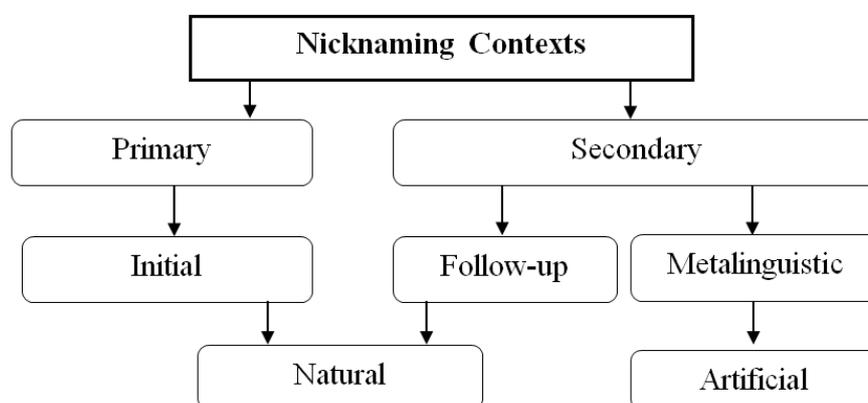 Nicknaming Contexts
Primary
Secondary
Initial
Follow-up
Metalinguistic
Natural
Artificial